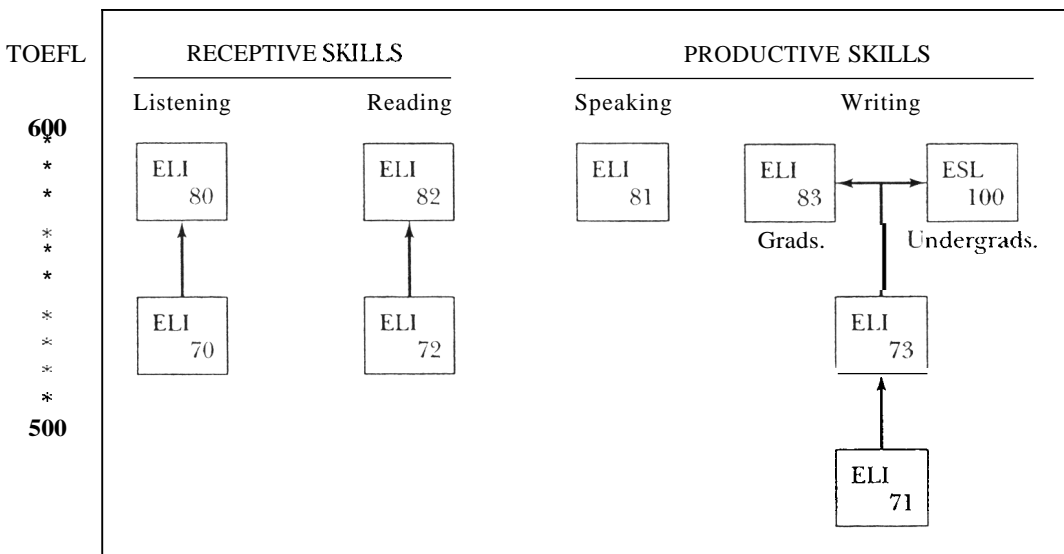 TOEFL RECEPTIVE SKILLS PRODUCTIVE SKILLS
Listening Reading Speaking Writing
600
*
*
*
*
*
*
*
*
*
*
500
ELI
80
ELI
82
ELI
81
ELI
83
ESL
100
Grads. Undergrads.
ELI
70
ELI
72
ELI
73
ELI
71